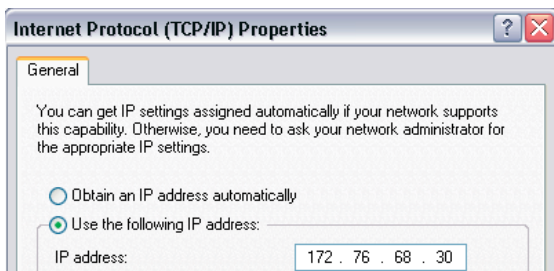 Internet Protocol (TCP/IP) Properties
General
You can get IP settings assigned automatically if your network supports
this capability. Otherwise, you need to ask your network administrator for
the appropriate IP settings.
Obtain an IP address automatically
Use the following IP address:
IP address: 172 . 76 . 68 . 30